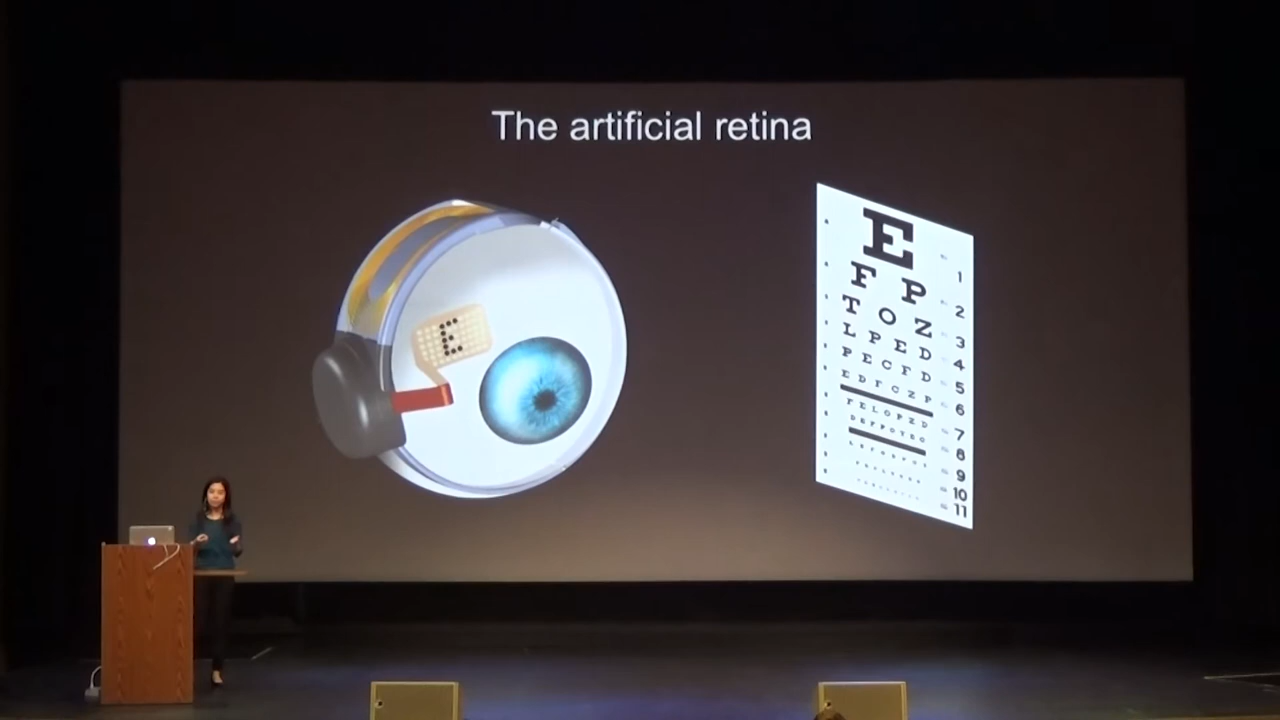 The artificial retina
E
E
1
F P
2
T O Z
3
L P E D
4
P E C F D
5
E D F C Z P
6
F E L O P Z D
7
D E F P O T E C
8
9
10
11